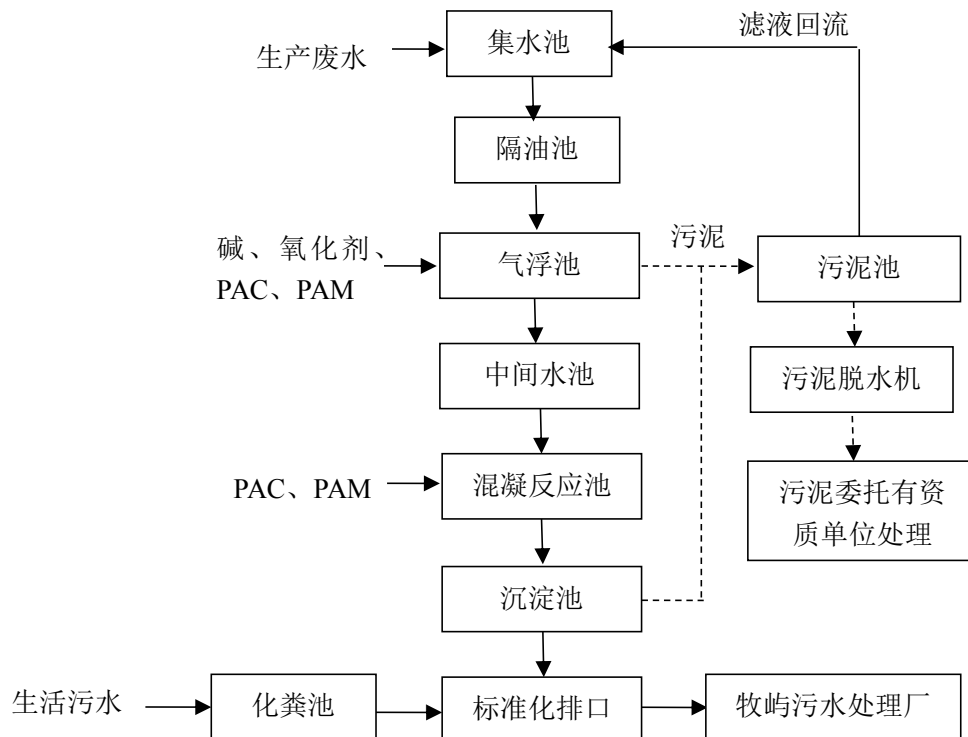 滤液回流
集水池
生产废水
隔油池
碱、氧化剂、
PAC、PAM
气浮池
污泥
污泥池
中间水池
污泥脱水机
PAC、PAM
混凝反应池
污泥委托有资
质单位处理
沉淀池
生活污水
化粪池
标准化排口
牧屿污水处理厂